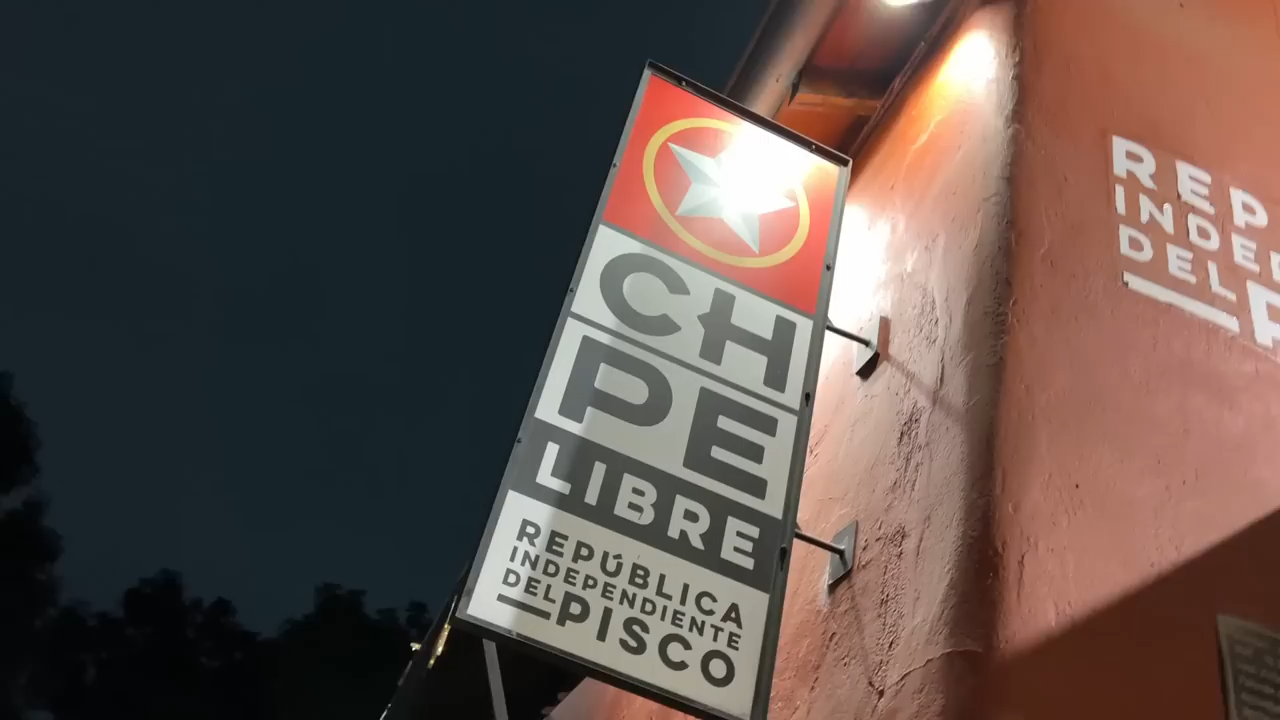 CH
PE
LIBRE
REPÚBLICA
INDEPENDIENTE
DEL PISCO
REP
INDE
DEL